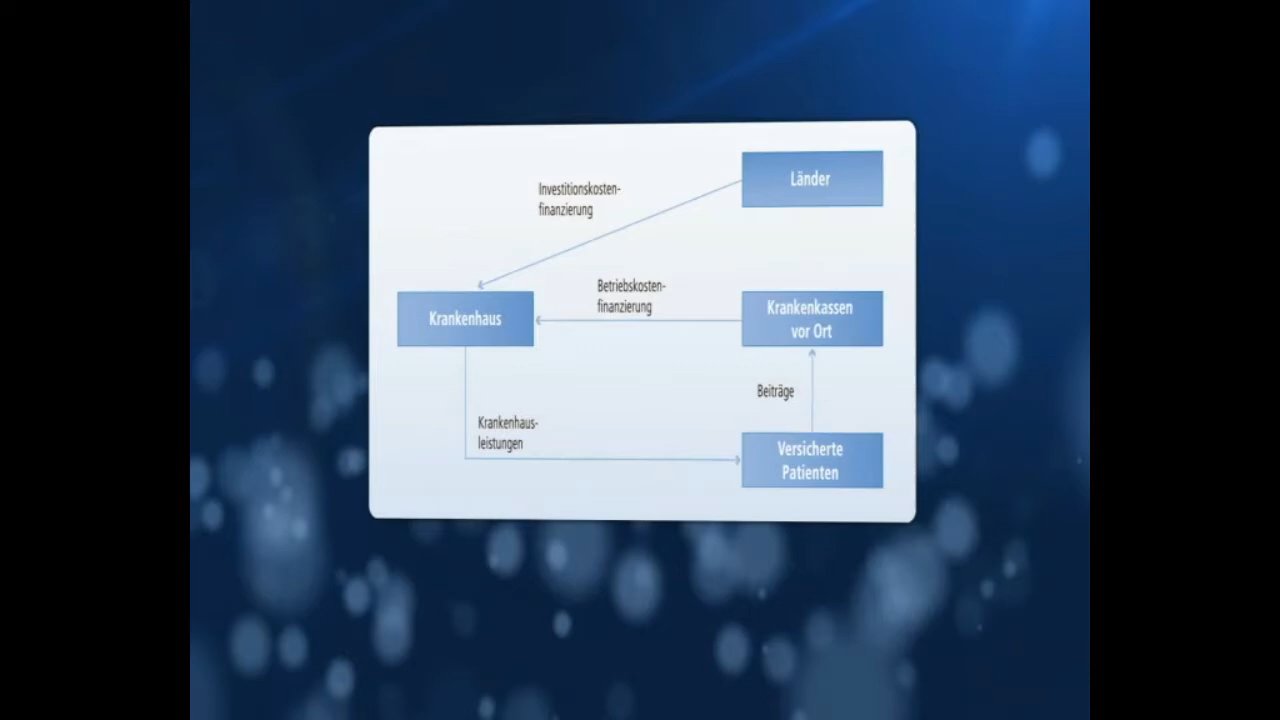 Länder
Investitionskosten-
finanzierung
Betriebskosten-
finanzierung
Krankenhaus
Krankenkassen
vor Ort
Beiträge
Krankenhaus-
leistungen
Versicherte
Patienten